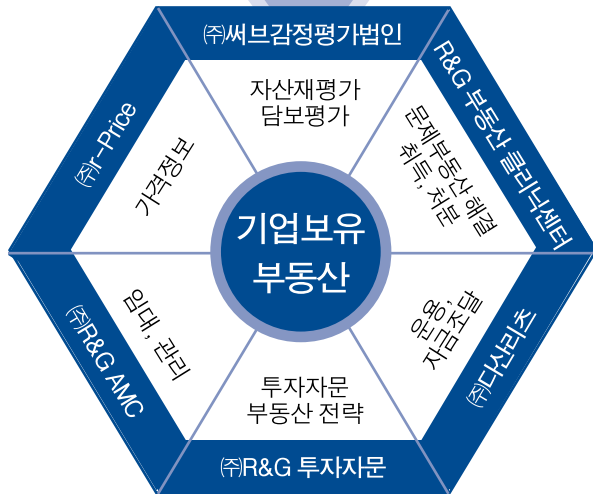 ㈜써브감정평가법인
자산재평가
담보평가
R&G 부동산 클리닉센터
문제부동산 해결
취득, 처분
㈜다산리츠
운용,
자금조달
㈜R&G 투자자문
투자자문
부동산 전략
㈜R&G AMC
임대, 관리
㈜r-Price
가격정보
기업보유
부동산